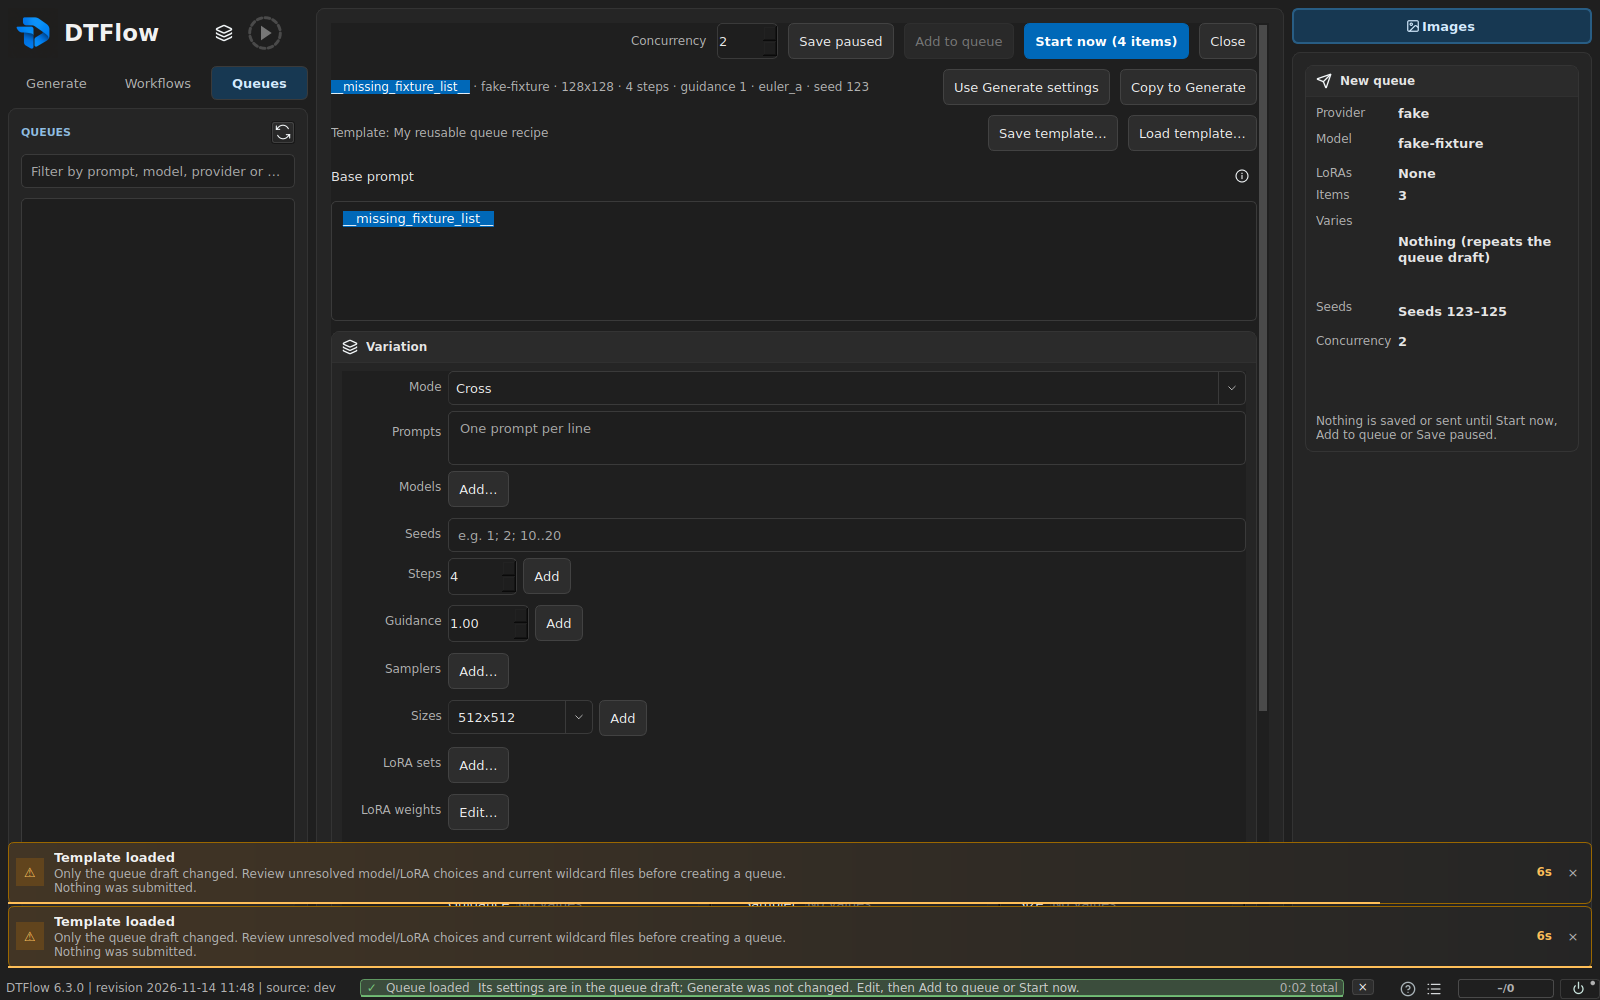 DTFlow
Generate
Workflows
Queues
QUEUES
Filter by prompt, model, provider or ...
Concurrency
2
Save paused
Add to queue
Start now (4 items)
Close
__missing_fixture_list__ · fake-fixture · 128x128 · 4 steps · guidance 1 · euler_a · seed 123
Use Generate settings
Copy to Generate
Template: My reusable queue recipe
Save template...
Load template...
Base prompt
__missing_fixture_list__
Variation
Mode
Cross
Prompts
One prompt per line
Models
Add...
Seeds
e.g. 1; 2; 10..20
Steps
4
Add
Guidance
1.00
Add
Samplers
Add...
Sizes
512x512
Add
LoRA sets
Add...
LoRA weights
Edit...
Images
New queue
Provider
fake
Model
fake-fixture
LoRAs
None
Items
3
Varies
Nothing (repeats the
queue draft)
Seeds
Seeds 123–125
Concurrency
2
Nothing is saved or sent until Start now,
Add to queue or Save paused.
Template loaded
Only the queue draft changed. Review unresolved model/LoRA choices and current wildcard files before creating a queue.
Nothing was submitted.
6s
Template loaded
Only the queue draft changed. Review unresolved model/LoRA choices and current wildcard files before creating a queue.
Nothing was submitted.
6s
DTFlow 6.3.0 | revision 2026-11-14 11:48 | source: dev
✓ Queue loaded Its settings are in the queue draft; Generate was not changed. Edit, then Add to queue or Start now.
0:02 total
–/0